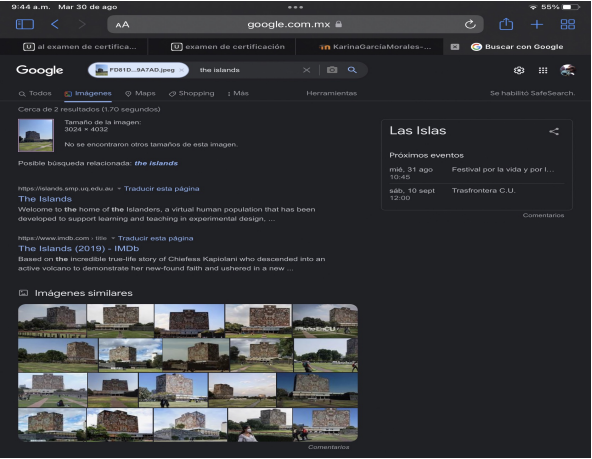 9:44 a.m. Mar 30 de ago
55%
AA
google.com.mx
al examen de certifica...
examen de certificación
KarinaGarcíaMorales-...
Buscar con Google
Google
FD81D...9A7AD.jpeg
the islands
Todos
Imágenes
Maps
Shopping
Más
Herramientas
Se habilitó SafeSearch.
Cerca de 2 resultados (1.70 segundos)
Tamaño de la imagen:
3024 × 4032
No se encontraron otros tamaños de esta imagen.
Posible búsqueda relacionada: the islands
https://islands.smp.uq.edu.au Traducir esta página
The Islands
Welcome to the home of the Islanders, a virtual human population that has been
developed to support learning and teaching in experimental design, ...
https://www.imdb.com › title Traducir esta página
The Islands (2019) - IMDb
Based on the incredible true-life story of Chiefess Kapiolani who descended into an
active volcano to demonstrate her new-found faith and ushered in a new ...
Imágenes similares
Comentarios
Las Islas
Próximos eventos
mié, 31 ago
10:45
Festival por la vida y por l...
sáb, 10 sept
12:00
Trasfrontera C.U.
Comentarios